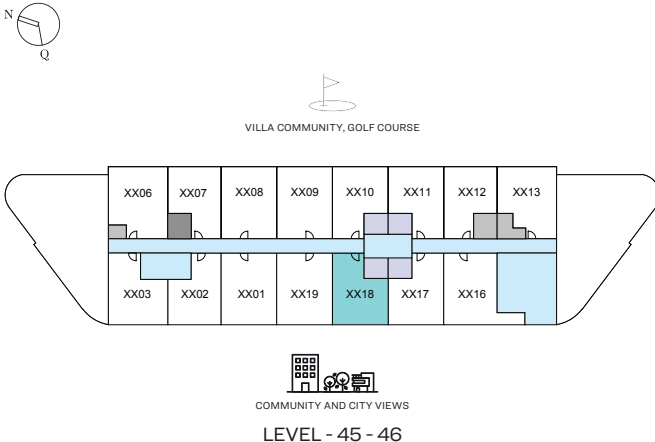 N
Q
VILLA COMMUNITY, GOLF COURSE
XX06 XX07 XX08 XX09 XX10 XX11 XX12 XX13
XX03 XX02 XX01 XX19 XX18 XX17 XX16
COMMUNITY AND CITY VIEWS
LEVEL - 45 - 46